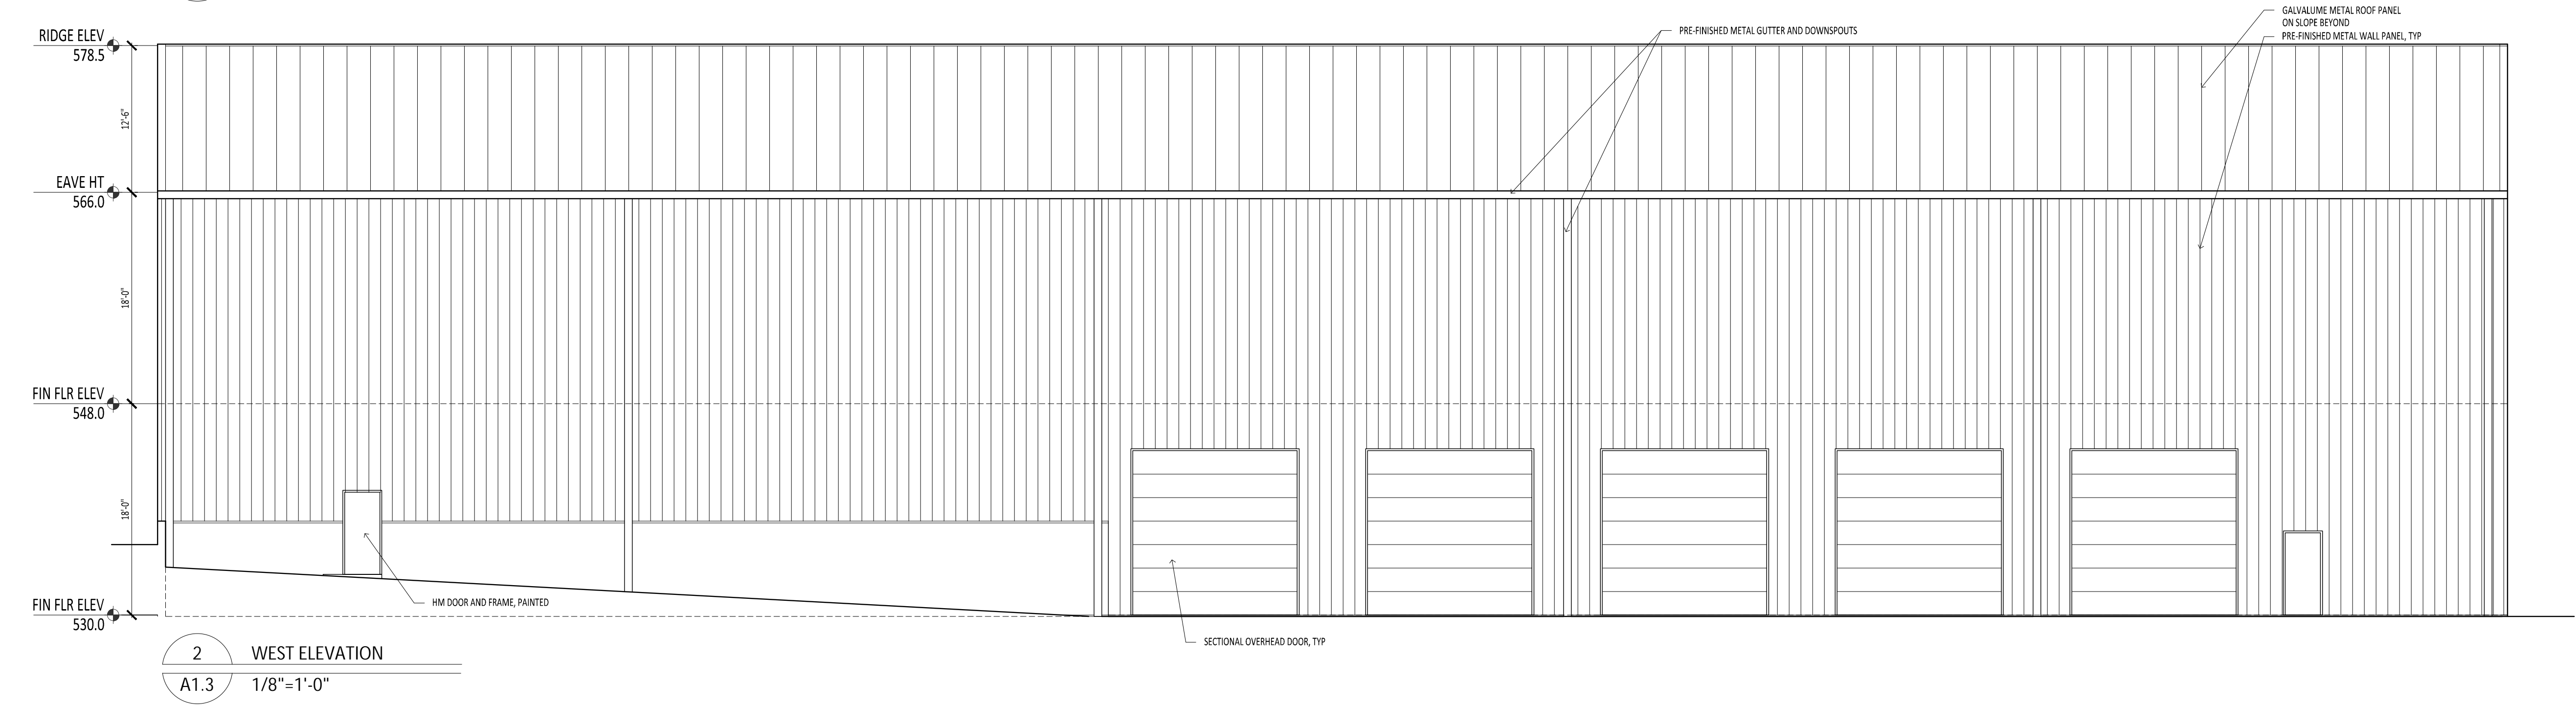 GALVALUME METAL ROOF PANEL
ON SLOPE BEYOND
PRE-FINISHED METAL GUTTER AND DOWNSPOUTS
PRE-FINISHED METAL WALL PANEL, TYP
RIDGE ELEV
578.5
12'-6"
EAVE HT
566.0
18'-0"
FIN FLR ELEV
548.0
18'-0"
HM DOOR AND FRAME, PAINTED
FIN FLR ELEV
530.0
SECTIONAL OVERHEAD DOOR, TYP
2 WEST ELEVATION
A1.3 1/8"=1'-0"